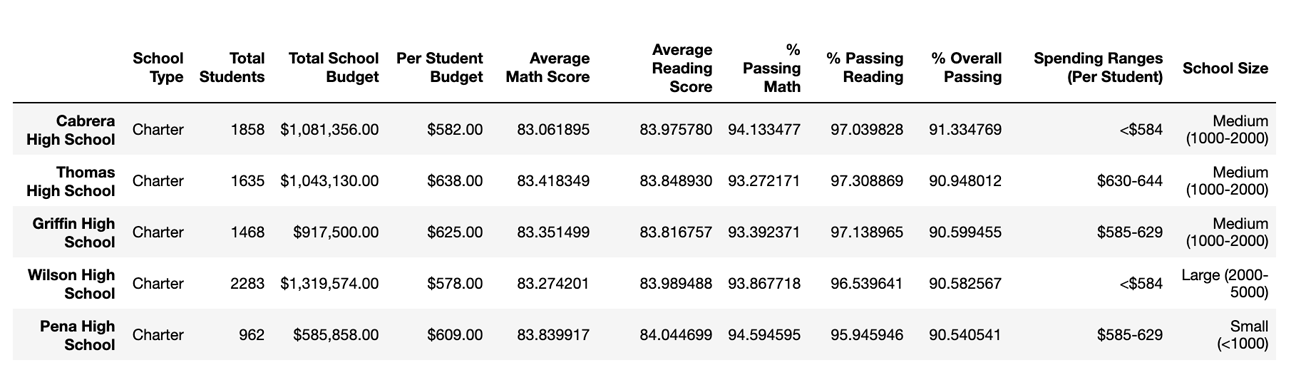 School Type Total Students Total School Budget Per Student Budget Average Math Score Average Reading Score % Passing Math % Passing Reading % Overall Passing Spending Ranges (Per Student) School Size
Cabrera High School Charter 1858 $1,081,356.00 $582.00 83.061895 83.975780 94.133477 97.039828 91.334769 <$584 Medium (1000-2000)
Thomas High School Charter 1635 $1,043,130.00 $638.00 83.418349 83.848930 93.272171 97.308869 90.948012 $630-644 Medium (1000-2000)
Griffin High School Charter 1468 $917,500.00 $625.00 83.351499 83.816757 93.392371 97.138965 90.599455 $585-629 Medium (1000-2000)
Wilson High School Charter 2283 $1,319,574.00 $578.00 83.274201 83.989488 93.867718 96.539641 90.582567 <$584 Large (2000-5000)
Pena High School Charter 962 $585,858.00 $609.00 83.839917 84.044699 94.594595 95.945946 90.540541 $585-629 Small (<1000)